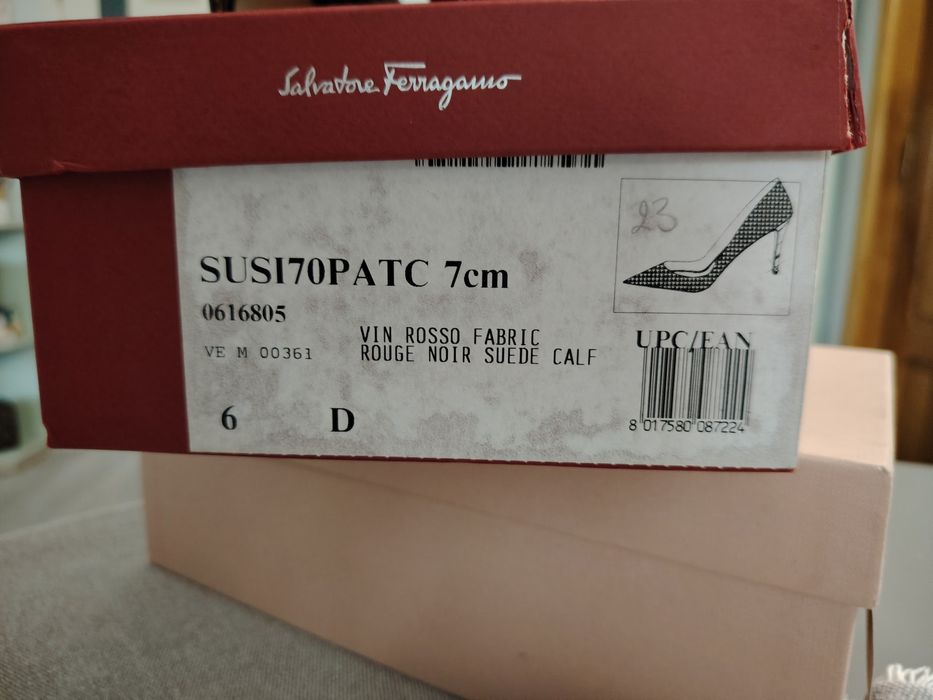 Salvatore Ferragamo
23
SUSI70PATC 7cm
0616805
VIN ROSSO FABRIC
VE M 00361 ROUGE NOIR SUEDE CALF
UPC/EAN
6 D
8 017580 087224